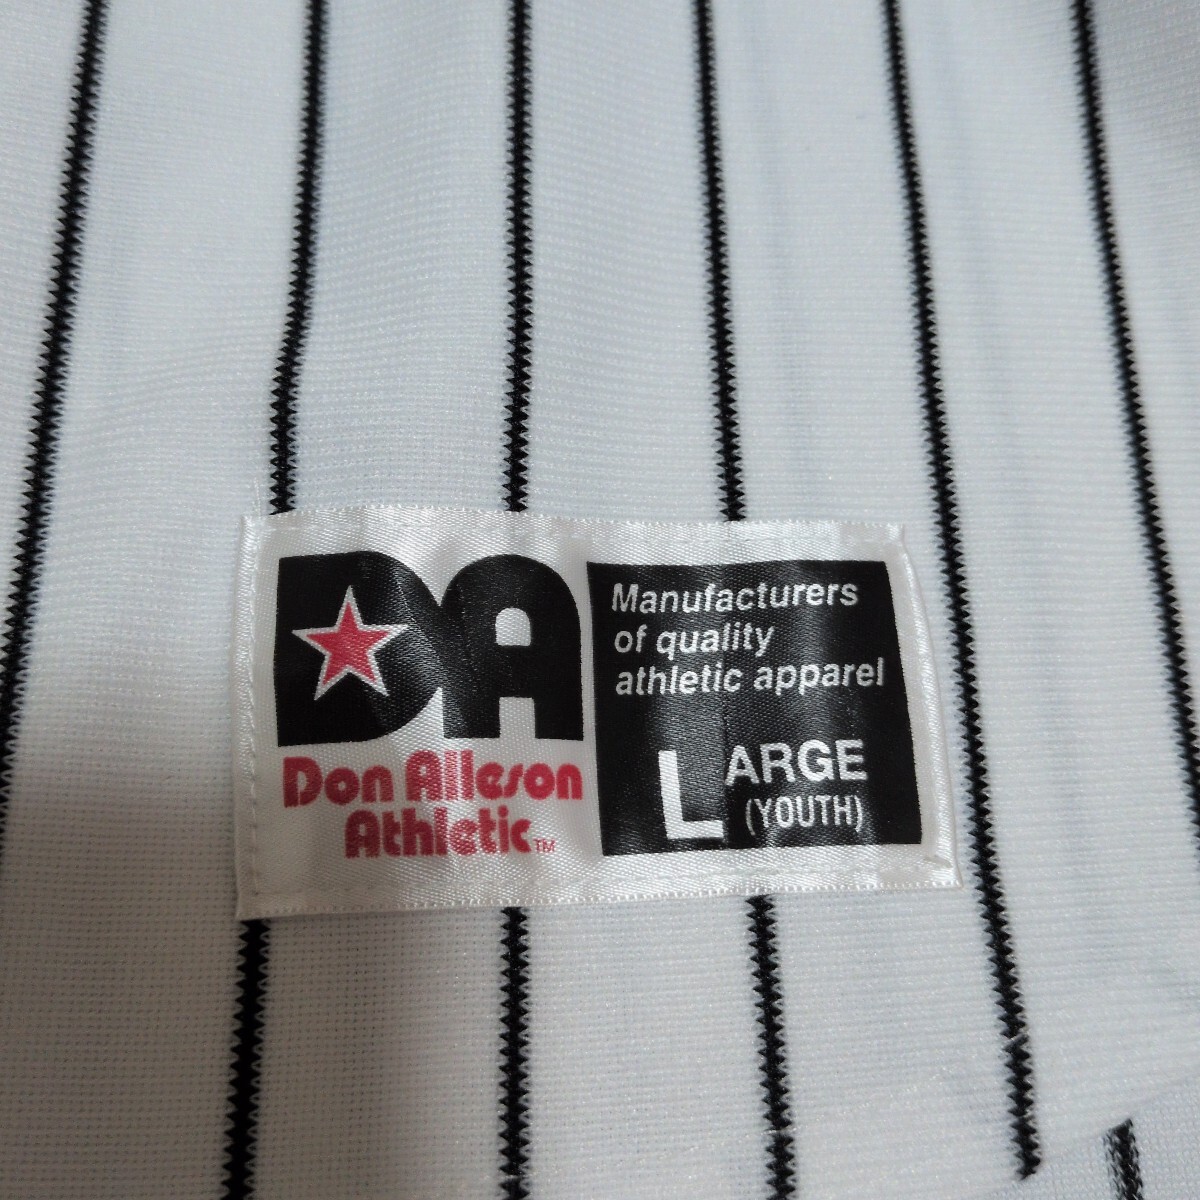 DA
Don Alleson
Athletic™
Manufacturers
of quality
athletic apparel
LARGE
(YOUTH)